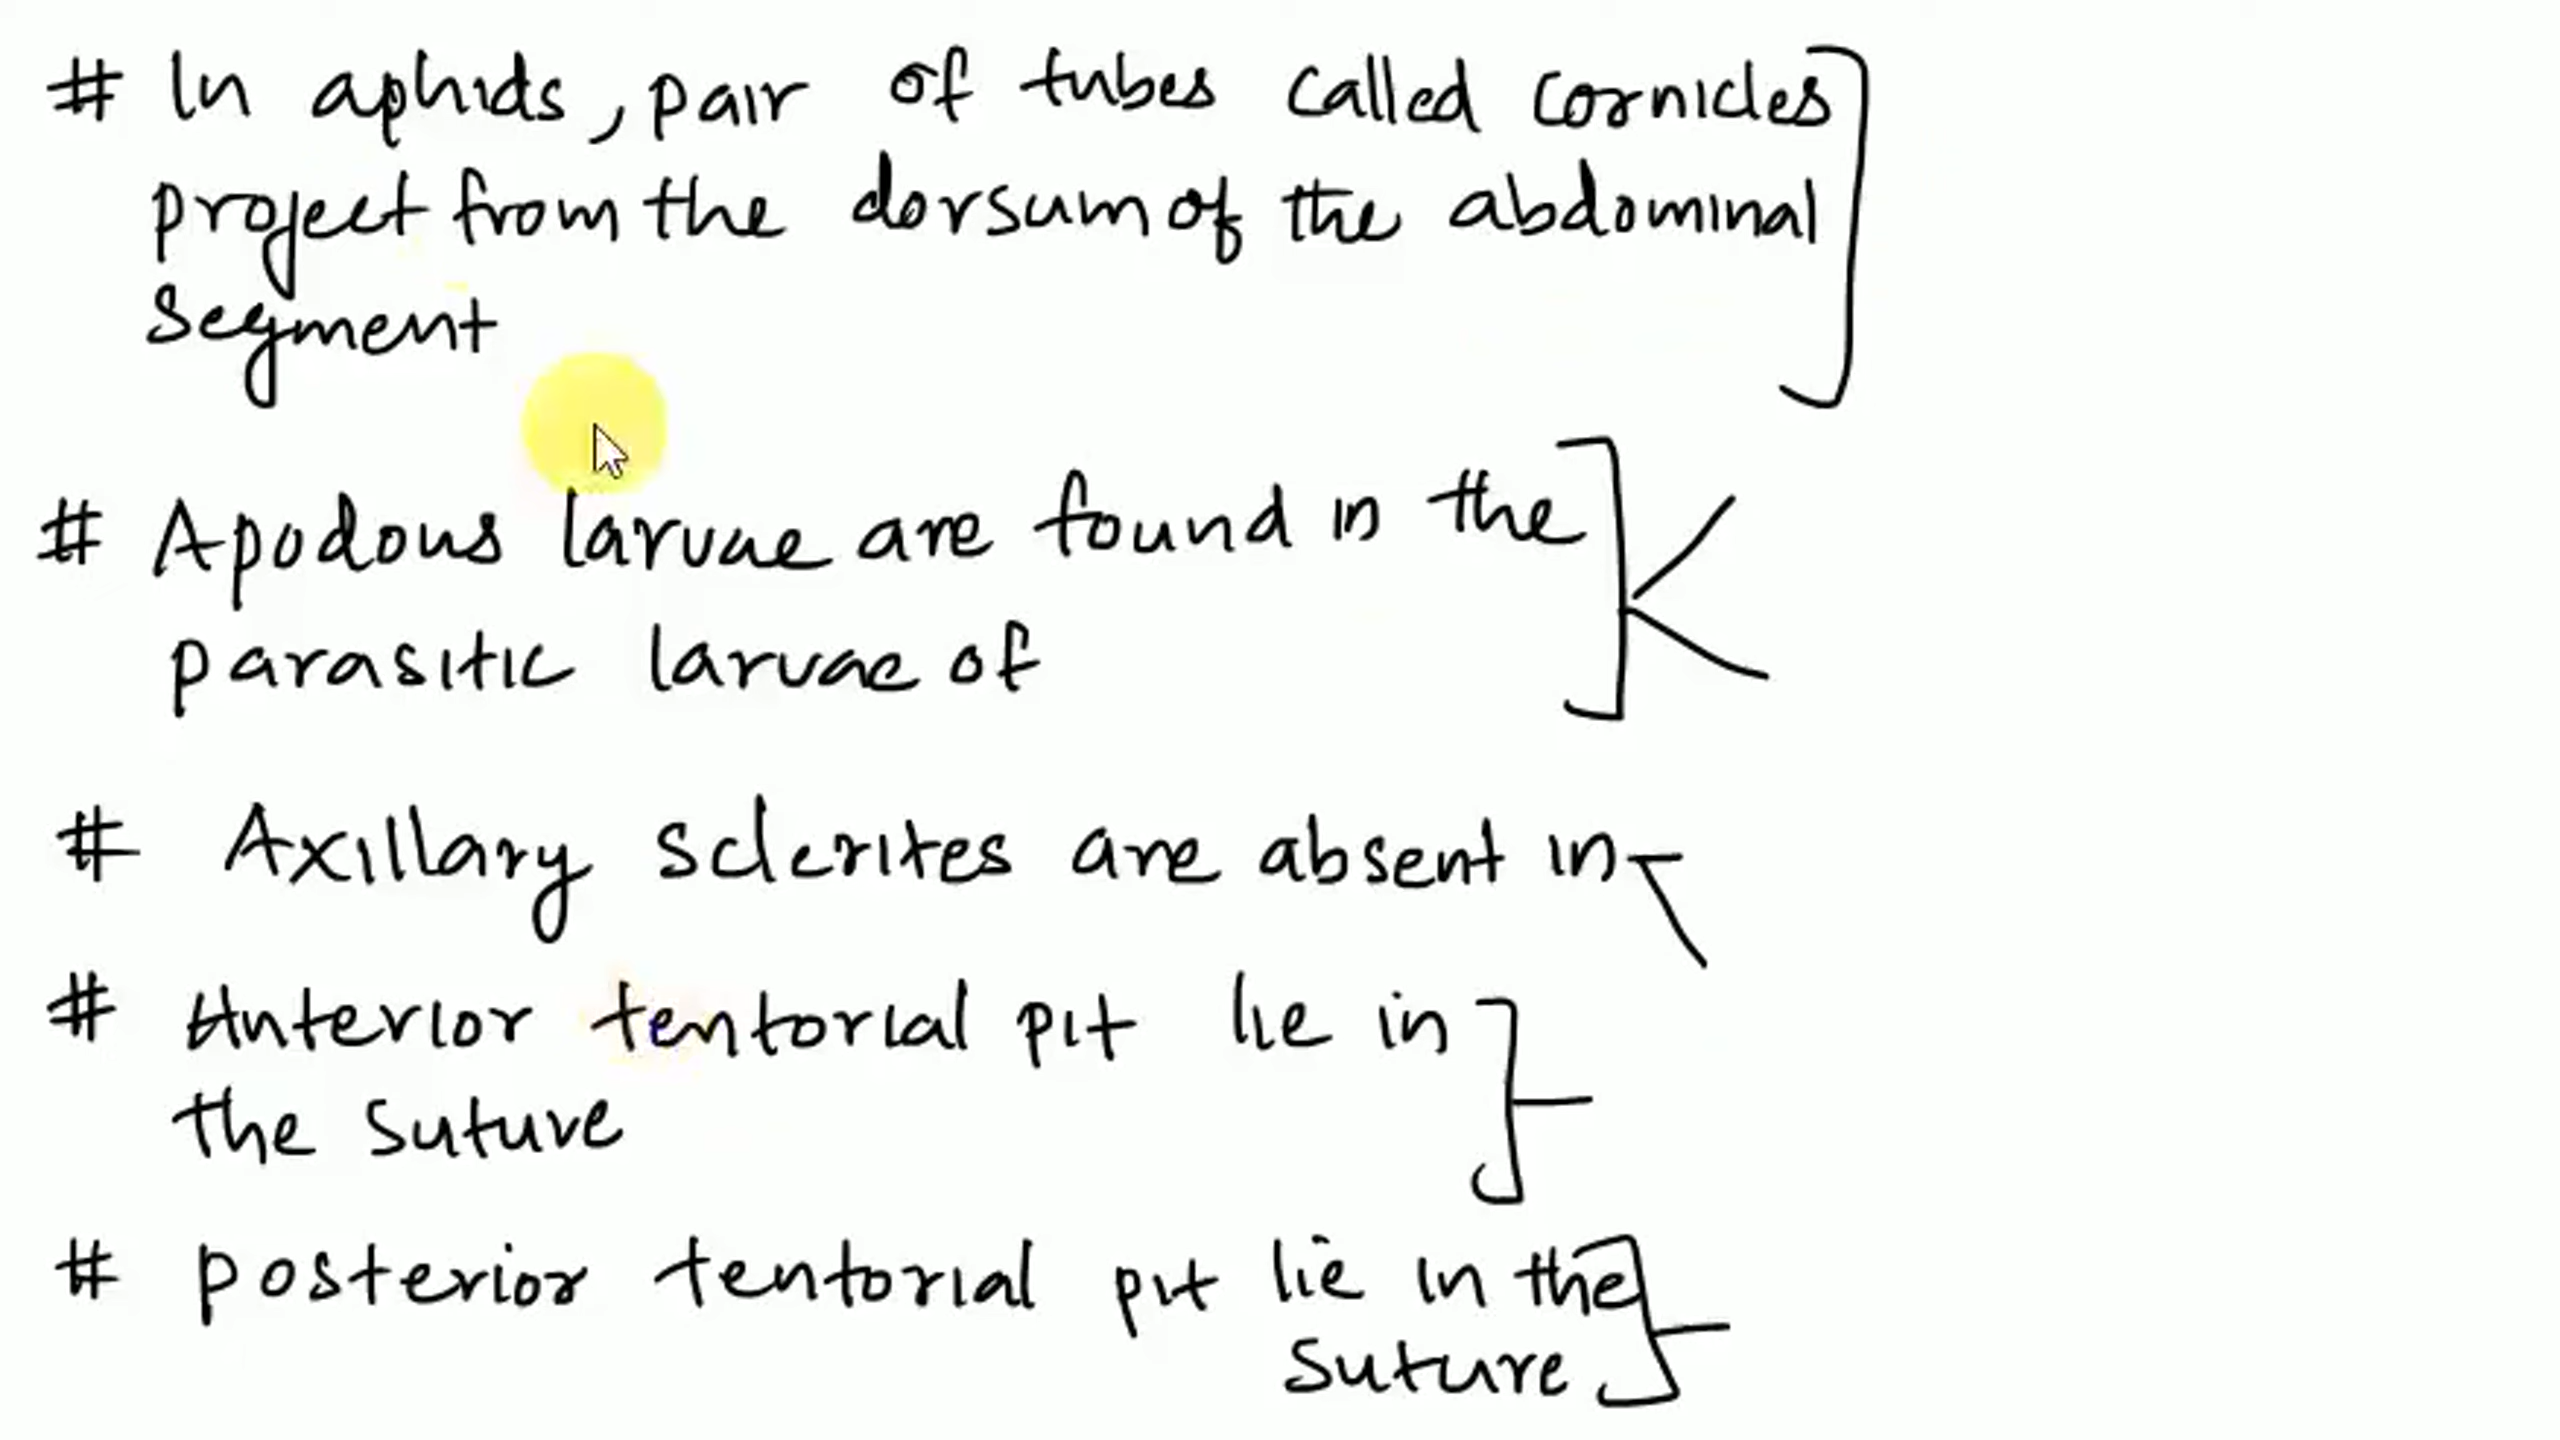 # In aphids, pair of tubes called cornicles
project from the dorsum of the abdominal
segment
# Apodous larvae are found in the
parasitic larvae of
# Axillary sclerites are absent in
# Anterior tentorial pit lie in
the suture
# posterior tentorial pit lie in the
suture